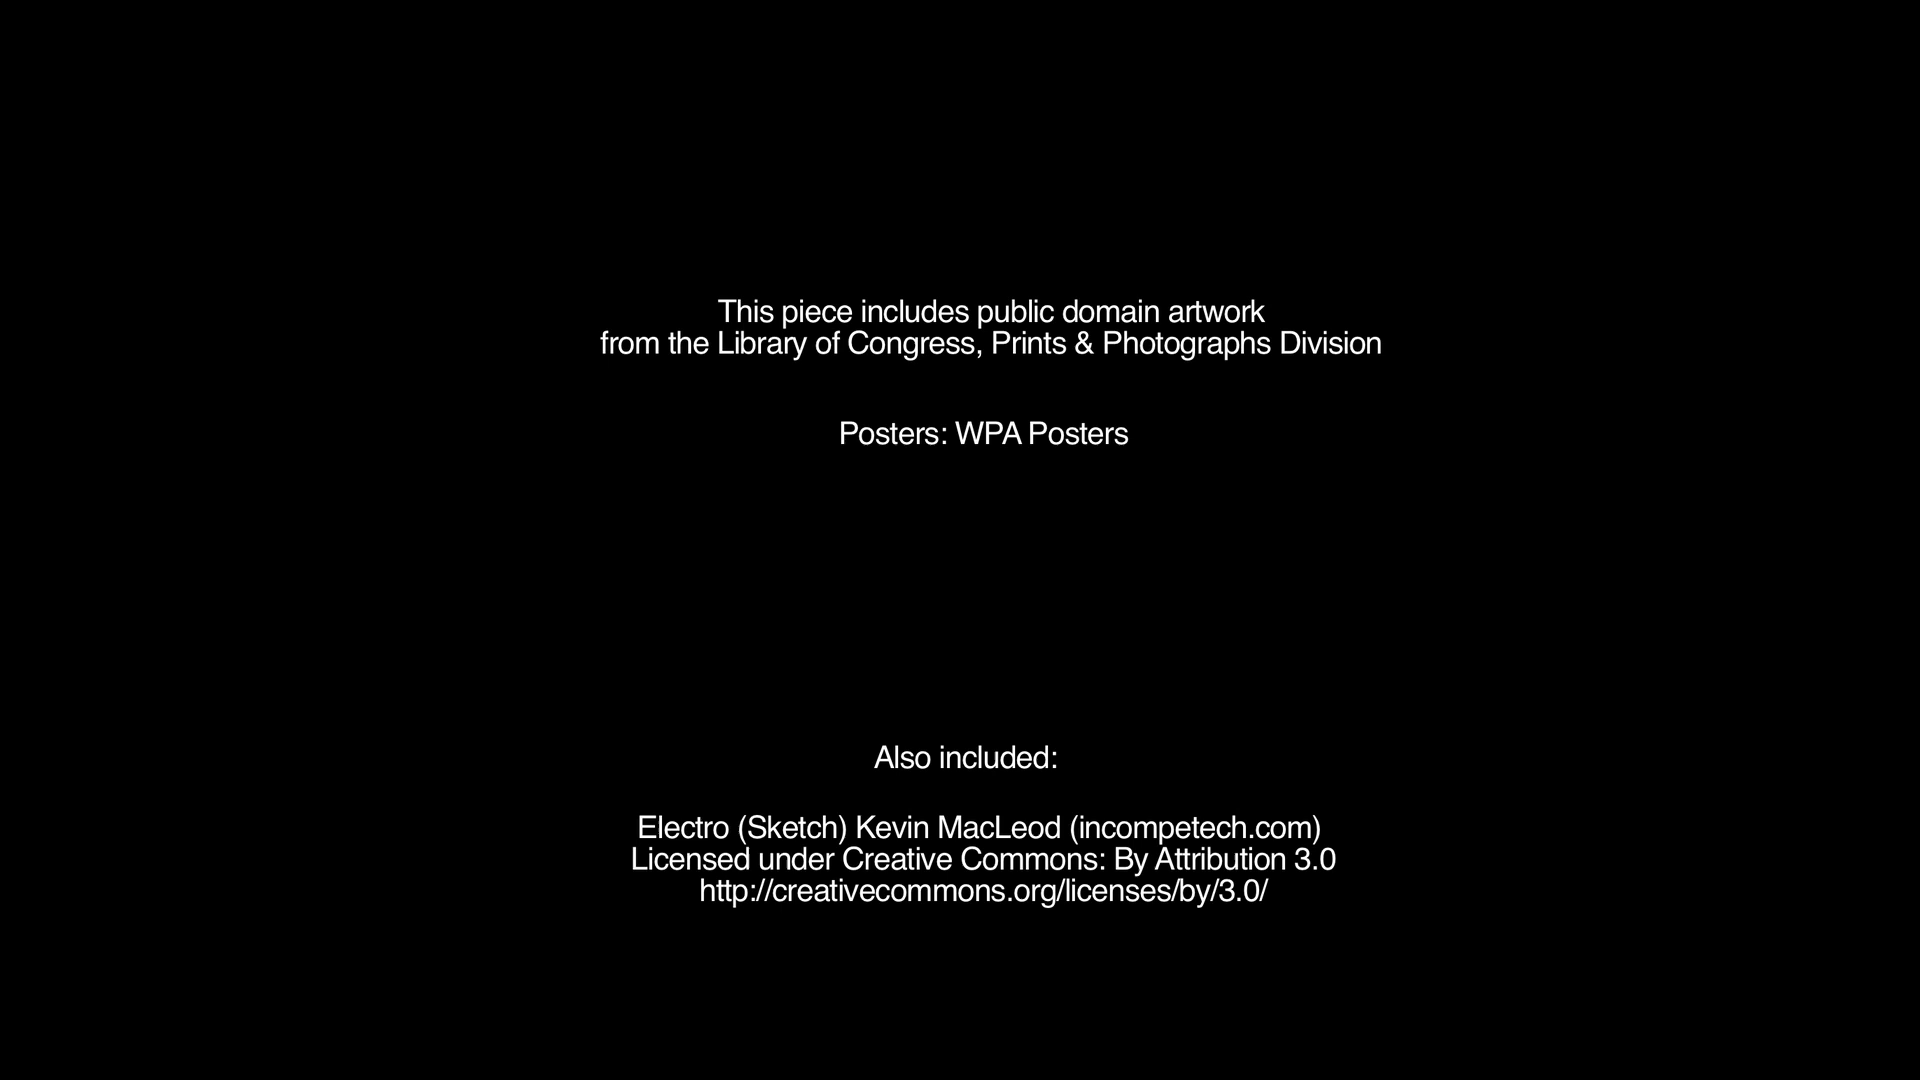 This piece includes public domain artwork
from the Library of Congress, Prints & Photographs Division
Posters: WPA Posters
Also included:
Electro (Sketch) Kevin MacLeod (incompetech.com)
Licensed under Creative Commons: By Attribution 3.0
http://creativecommons.org/licenses/by/3.0/